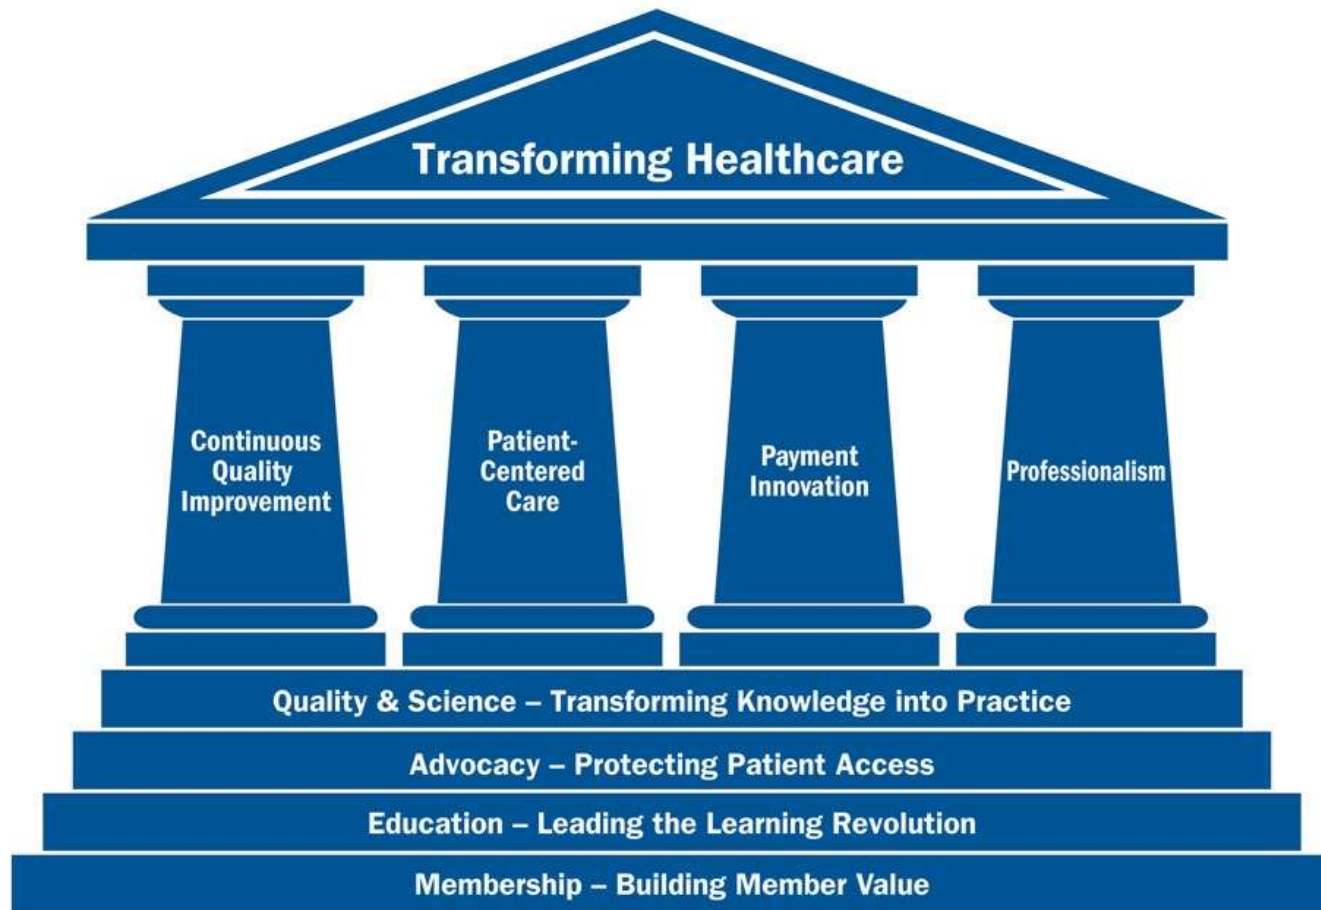 Transforming Healthcare
Continuous
Quality
Improvement
Patient-
Centered
Care
Payment
Innovation
Professionalism
Quality & Science – Transforming Knowledge into Practice
Advocacy – Protecting Patient Access
Education – Leading the Learning Revolution
Membership – Building Member Value